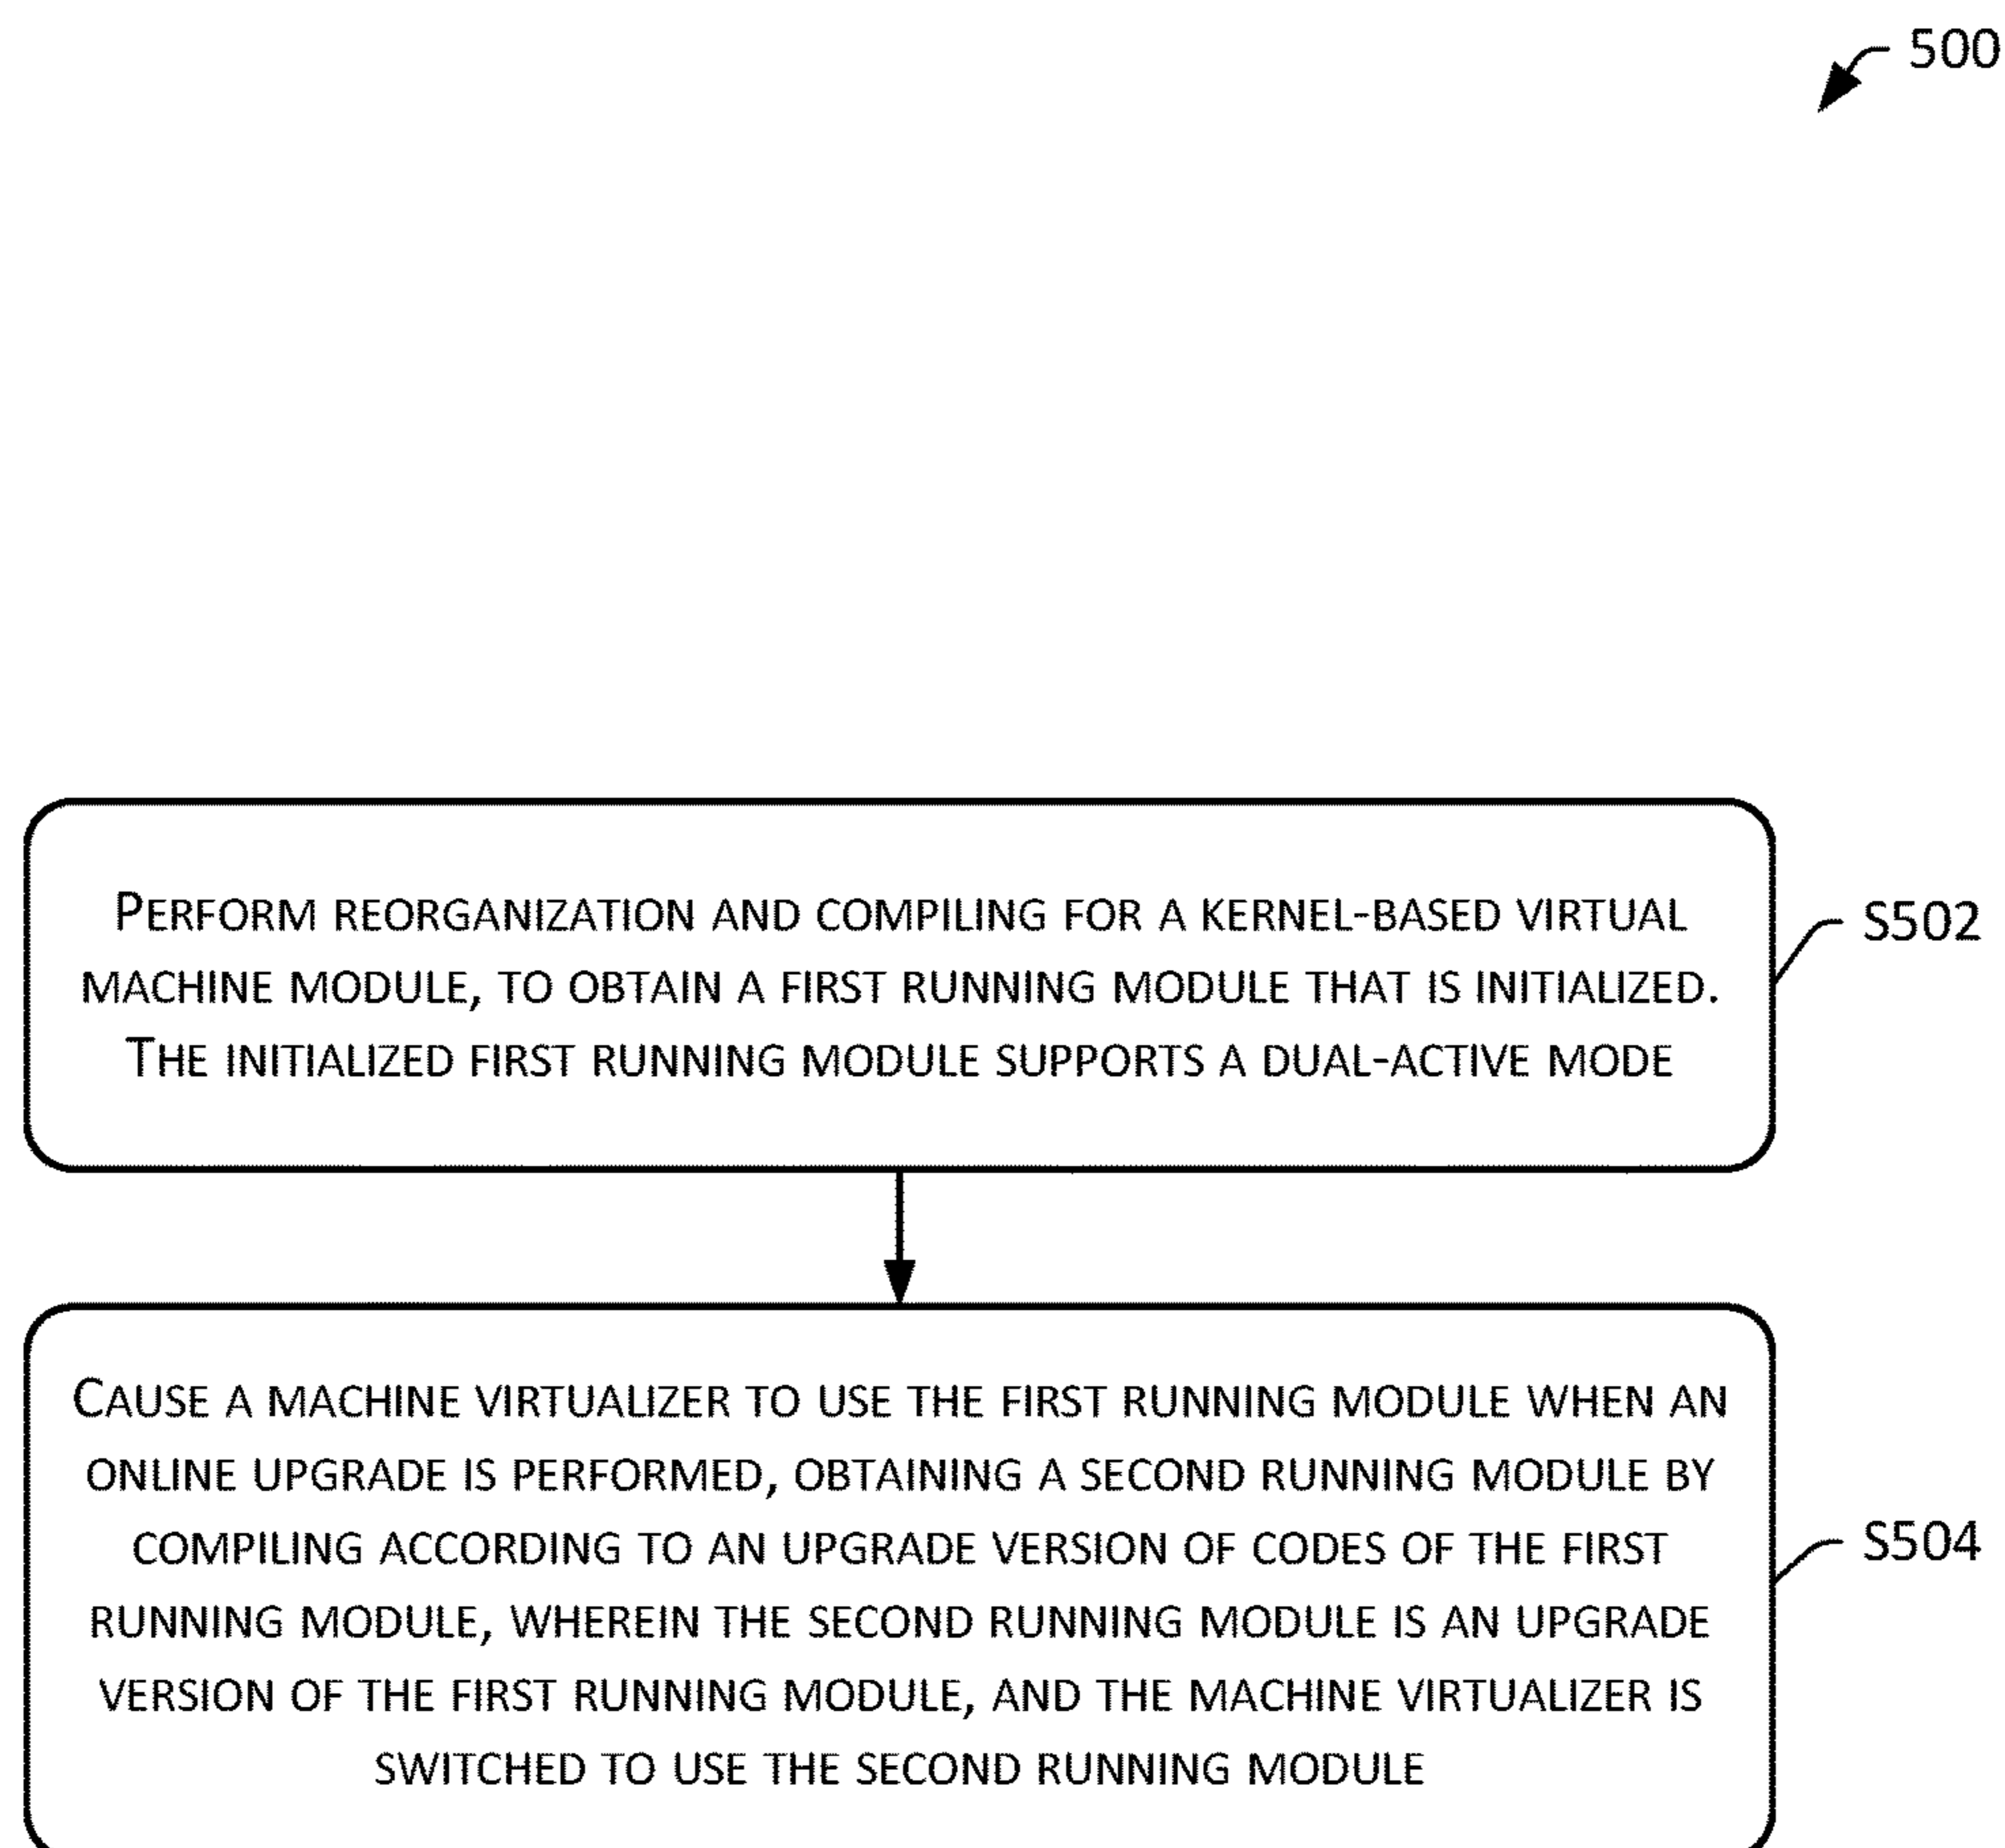 500
PERFORM REORGANIZATION AND COMPILING FOR A KERNEL-BASED VIRTUAL
MACHINE MODULE, TO OBTAIN A FIRST RUNNING MODULE THAT IS INITIALIZED.
THE INITIALIZED FIRST RUNNING MODULE SUPPORTS A DUAL-ACTIVE MODE
S502
CAUSE A MACHINE VIRTUALIZER TO USE THE FIRST RUNNING MODULE WHEN AN
ONLINE UPGRADE IS PERFORMED, OBTAINING A SECOND RUNNING MODULE BY
COMPILING ACCORDING TO AN UPGRADE VERSION OF CODES OF THE FIRST
RUNNING MODULE, WHEREIN THE SECOND RUNNING MODULE IS AN UPGRADE
VERSION OF THE FIRST RUNNING MODULE, AND THE MACHINE VIRTUALIZER IS
SWITCHED TO USE THE SECOND RUNNING MODULE
S504